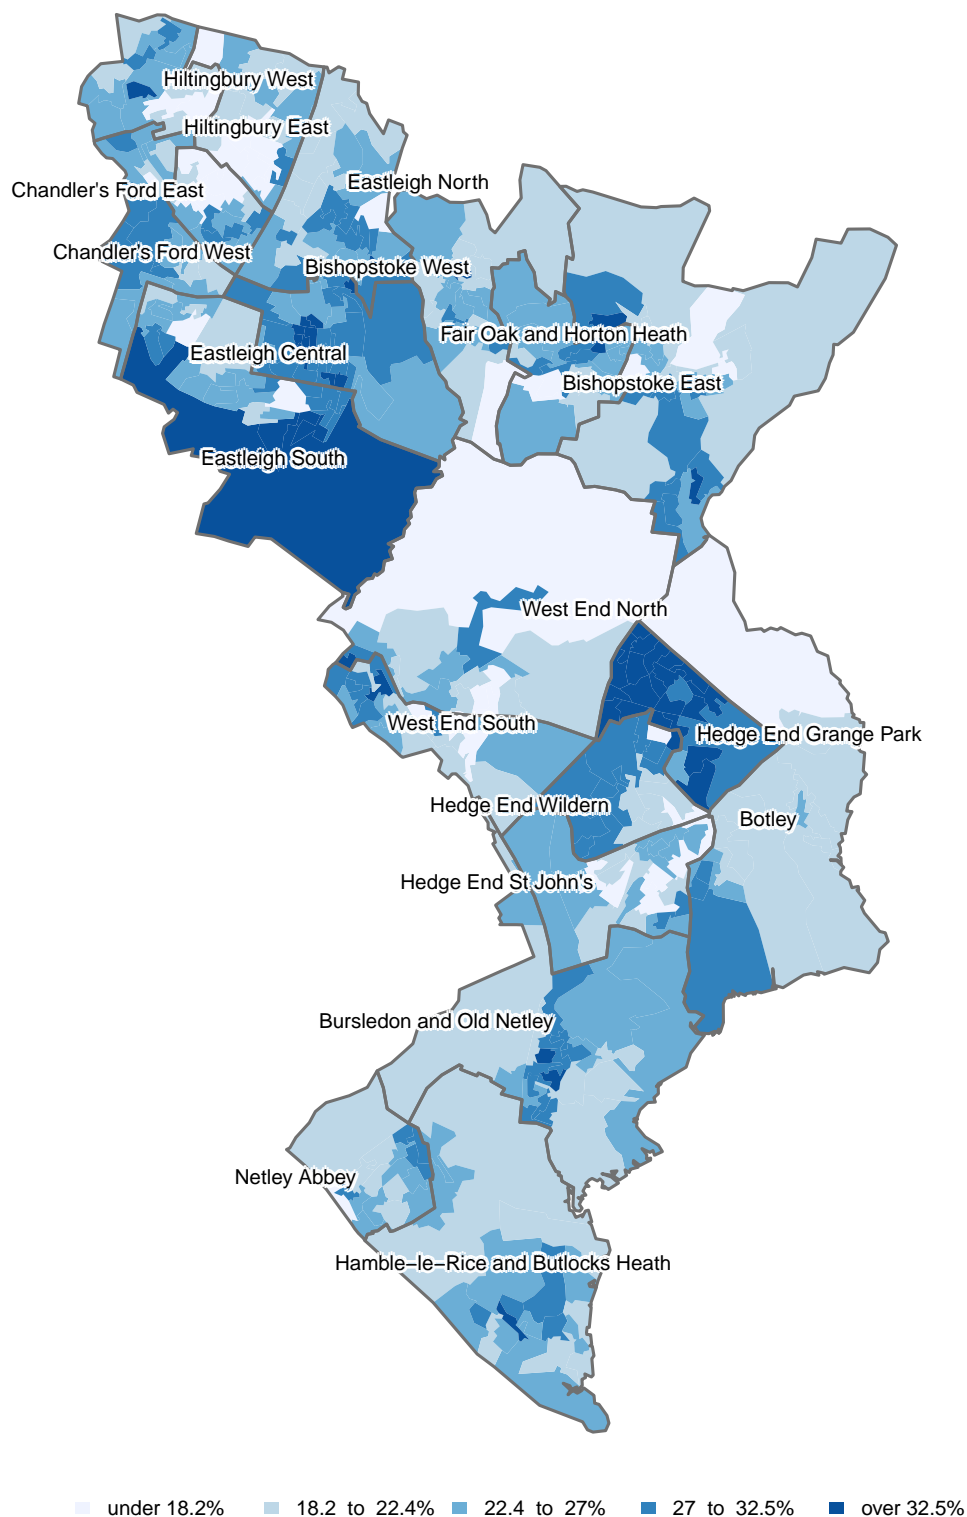 Hiltingbury West
Hiltingbury East
Eastleigh North
Chandler's Ford East
Chandler's Ford West
Bishopstoke West
Fair Oak and Horton Heath
Eastleigh Central
Bishopstoke East
Eastleigh South
West End North
West End South
Hedge End Grange Park
Hedge End Wildern
Botley
Hedge End St John's
Bursledon and Old Netley
Netley Abbey
Hamble−le−Rice and Butlocks Heath
under 18.2% 18.2 to 22.4% 22.4 to 27% 27 to 32.5% over 32.5%